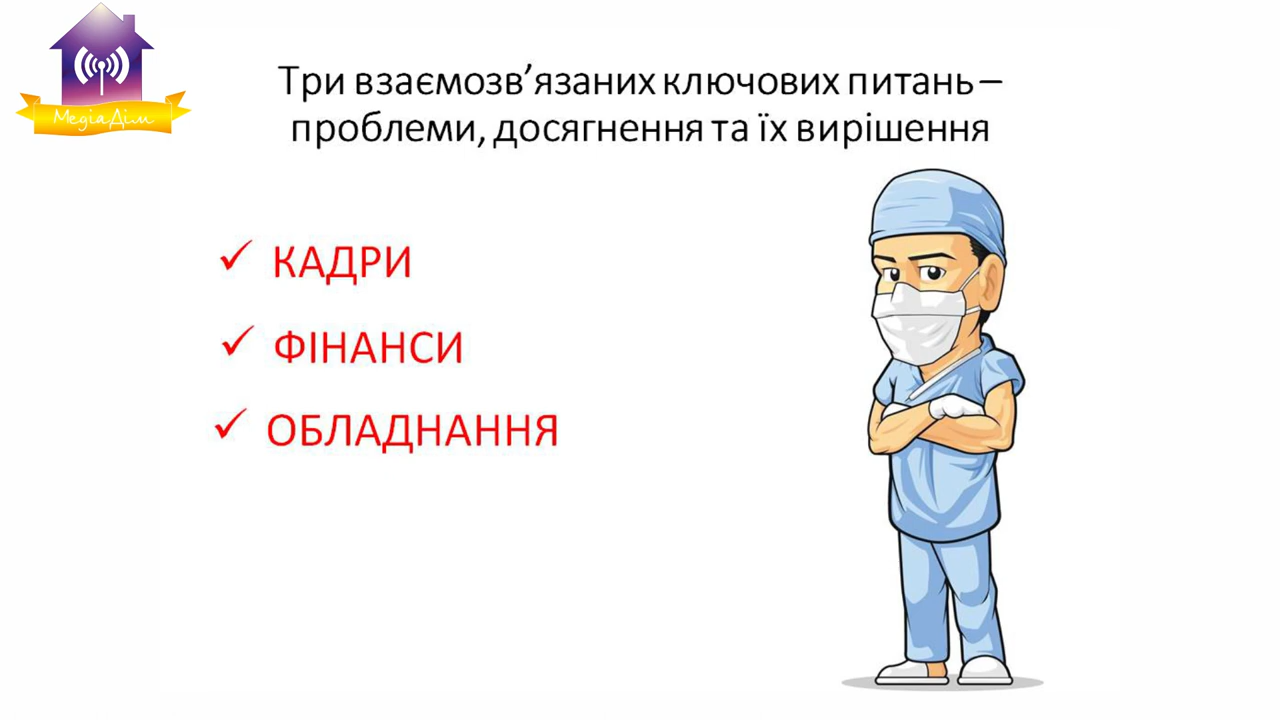 МедіаДім
Три взаємозв’язаних ключових питань –
проблеми, досягнення та їх вирішення
✓ КАДРИ
✓ ФІНАНСИ
✓ ОБЛАДНАННЯ